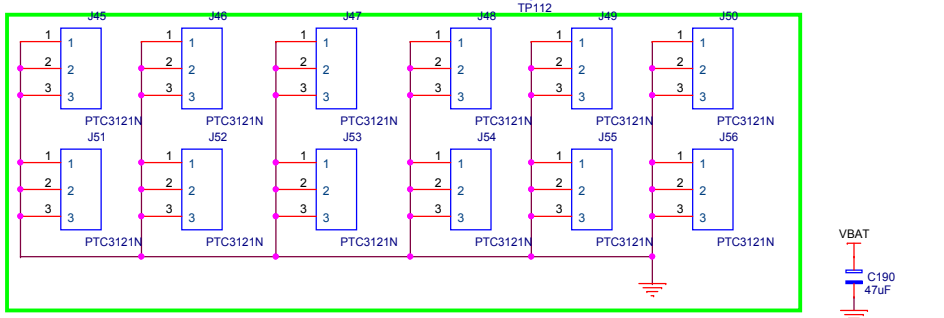 TP112
J45 J46 J47 J48 J49 J50
1 1 1 1 1 1 1 1 1 1 1 1
2 2 2 2 2 2 2 2 2 2 2 2
3 3 3 3 3 3 3 3 3 3 3 3
PTC3121N PTC3121N PTC3121N PTC3121N PTC3121N PTC3121N
J51 J52 J53 J54 J55 J56
1 1 1 1 1 1 1 1 1 1 1 1
2 2 2 2 2 2 2 2 2 2 2 2
3 3 3 3 3 3 3 3 3 3 3 3
PTC3121N PTC3121N PTC3121N PTC3121N PTC3121N PTC3121N
VBAT
C190
47uF